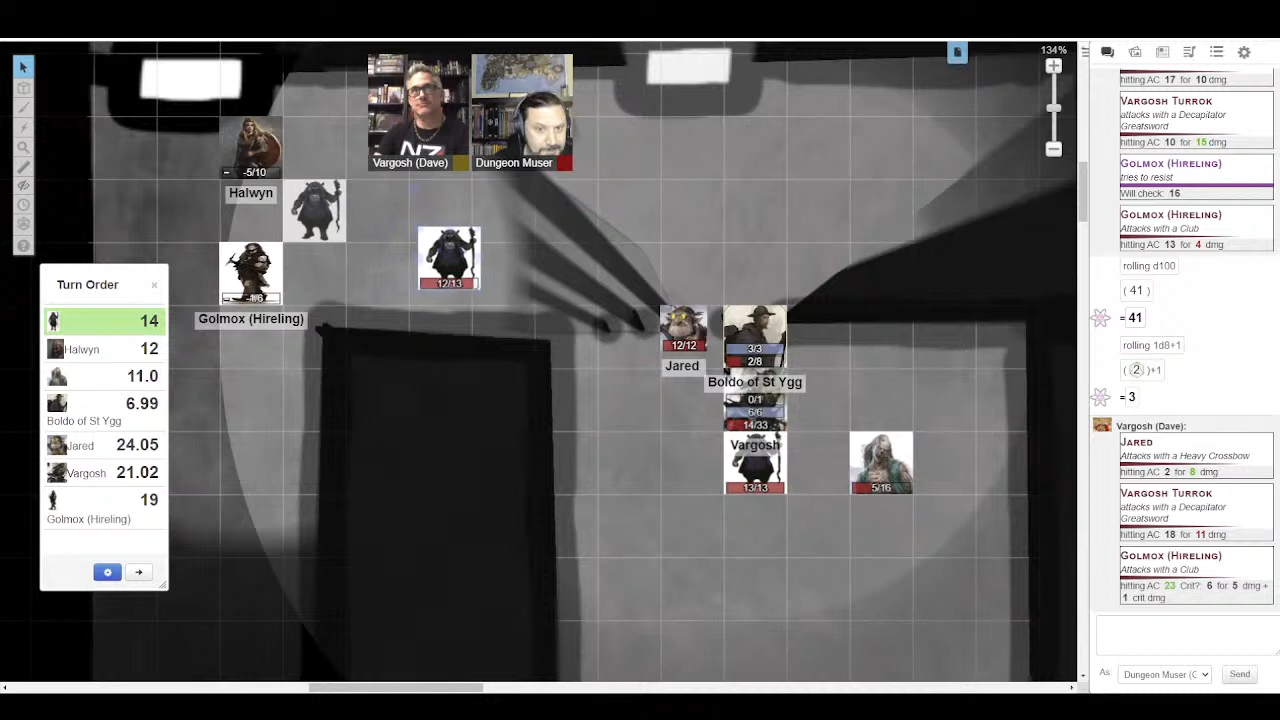 134%
Vargosh (Dave)
Dungeon Muser
-5/10
Halwyn
-1/6
Golmox (Hireling)
12/13
12/12
Jared
3/3
2/8
Boldo of St Ygg
0/1
6/6
14/33
Vargosh
13/13
5/16
Turn Order
×
14
Halwyn 12
11.0
6.99
Boldo of St Ygg
Jared 24.05
Vargosh 21.02
19
Golmox (Hireling)
hitting AC 17 for 10 dmg
VARGOSH TURROK
attacks with a Decapitator
Greatsword
hitting AC 10 for 15 dmg
GOLMOX (HIRELING)
tries to resist
Will check: 16
GOLMOX (HIRELING)
Attacks with a Club
hitting AC 13 for 4 dmg
rolling d100
( 41 )
= 41
rolling 1d8+1
( 2 )+1
= 3
Vargosh (Dave):
JARED
Attacks with a Heavy Crossbow
hitting AC 2 for 8 dmg
VARGOSH TURROK
attacks with a Decapitator
Greatsword
hitting AC 18 for 11 dmg
GOLMOX (HIRELING)
Attacks with a Club
hitting AC 23 Crit?: 6 for 5 dmg +
1 crit dmg
As: Dungeon Muser (C Send